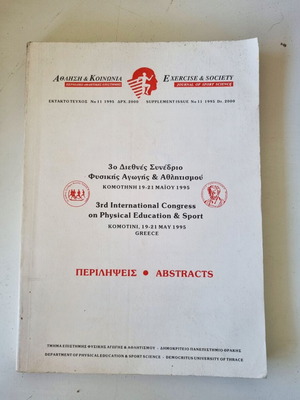 ΑΘΛΗΣΗ & ΚΟΙΝΩΝΙΑ
EXERCISE & SOCIETY
JOURNAL OF SPORT SCIENCE
ΕΚΤΑΚΤΟ ΤΕΥΧΟΣ No 11 1995 ΔΡΧ. 2000
SUPPLEMENT ISSUE No 11 1995 Dr. 2000
3ο Διεθνές Συνέδριο
Φυσικής Αγωγής & Αθλητισμού
ΚΟΜΟΤΗΝΗ 19-21 ΜΑΪΟΥ 1995
3rd International Congress
on Physical Education & Sport
KOMOTINI, 19-21 MAY 1995
GREECE
ΠΕΡΙΛΗΨΕΙΣ • ABSTRACTS
ΤΜΗΜΑ ΕΠΙΣΤΗΜΗΣ ΦΥΣΙΚΗΣ ΑΓΩΓΗΣ & ΑΘΛΗΤΙΣΜΟΥ - ΔΗΜΟΚΡΙΤΕΙΟ ΠΑΝΕΠΙΣΤΗΜΙΟ ΘΡΑΚΗΣ
DEPARTMENT OF PHYSICAL EDUCATION & SPORT SCIENCE - DEMOCRITUS UNIVERSITY OF THRACE